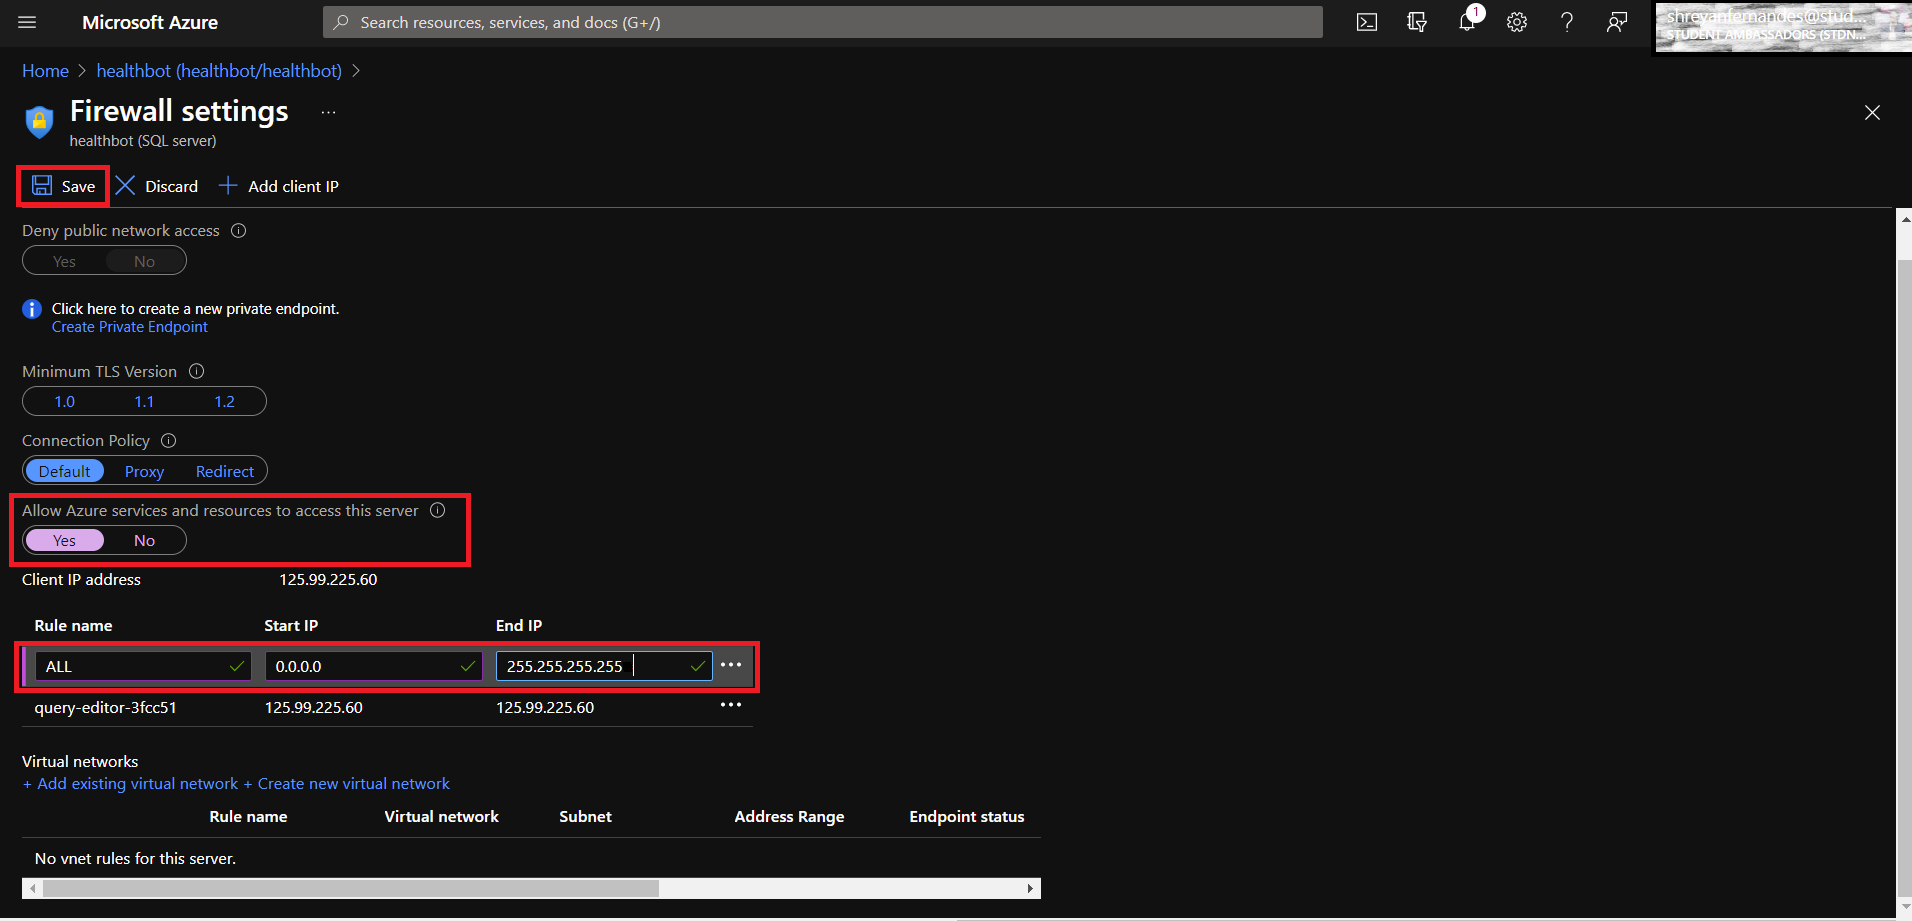 Microsoft Azure
Search resources, services, and docs (G+/)
1
shreyanfernandes@stud...
STUDENT AMBASSADORS (STDN...
Home > healthbot (healthbot/healthbot) >
Firewall settings ...
healthbot (SQL server)
Save Discard + Add client IP
Deny public network access
Yes No
Click here to create a new private endpoint.
Create Private Endpoint
Minimum TLS Version
1.0 1.1 1.2
Connection Policy
Default Proxy Redirect
Allow Azure services and resources to access this server
Yes No
Client IP address 125.99.225.60
Rule name Start IP End IP
ALL 0.0.0.0 255.255.255.255 ...
query-editor-3fcc51 125.99.225.60 125.99.225.60 ...
Virtual networks
+ Add existing virtual network + Create new virtual network
Rule name Virtual network Subnet Address Range Endpoint status
No vnet rules for this server.